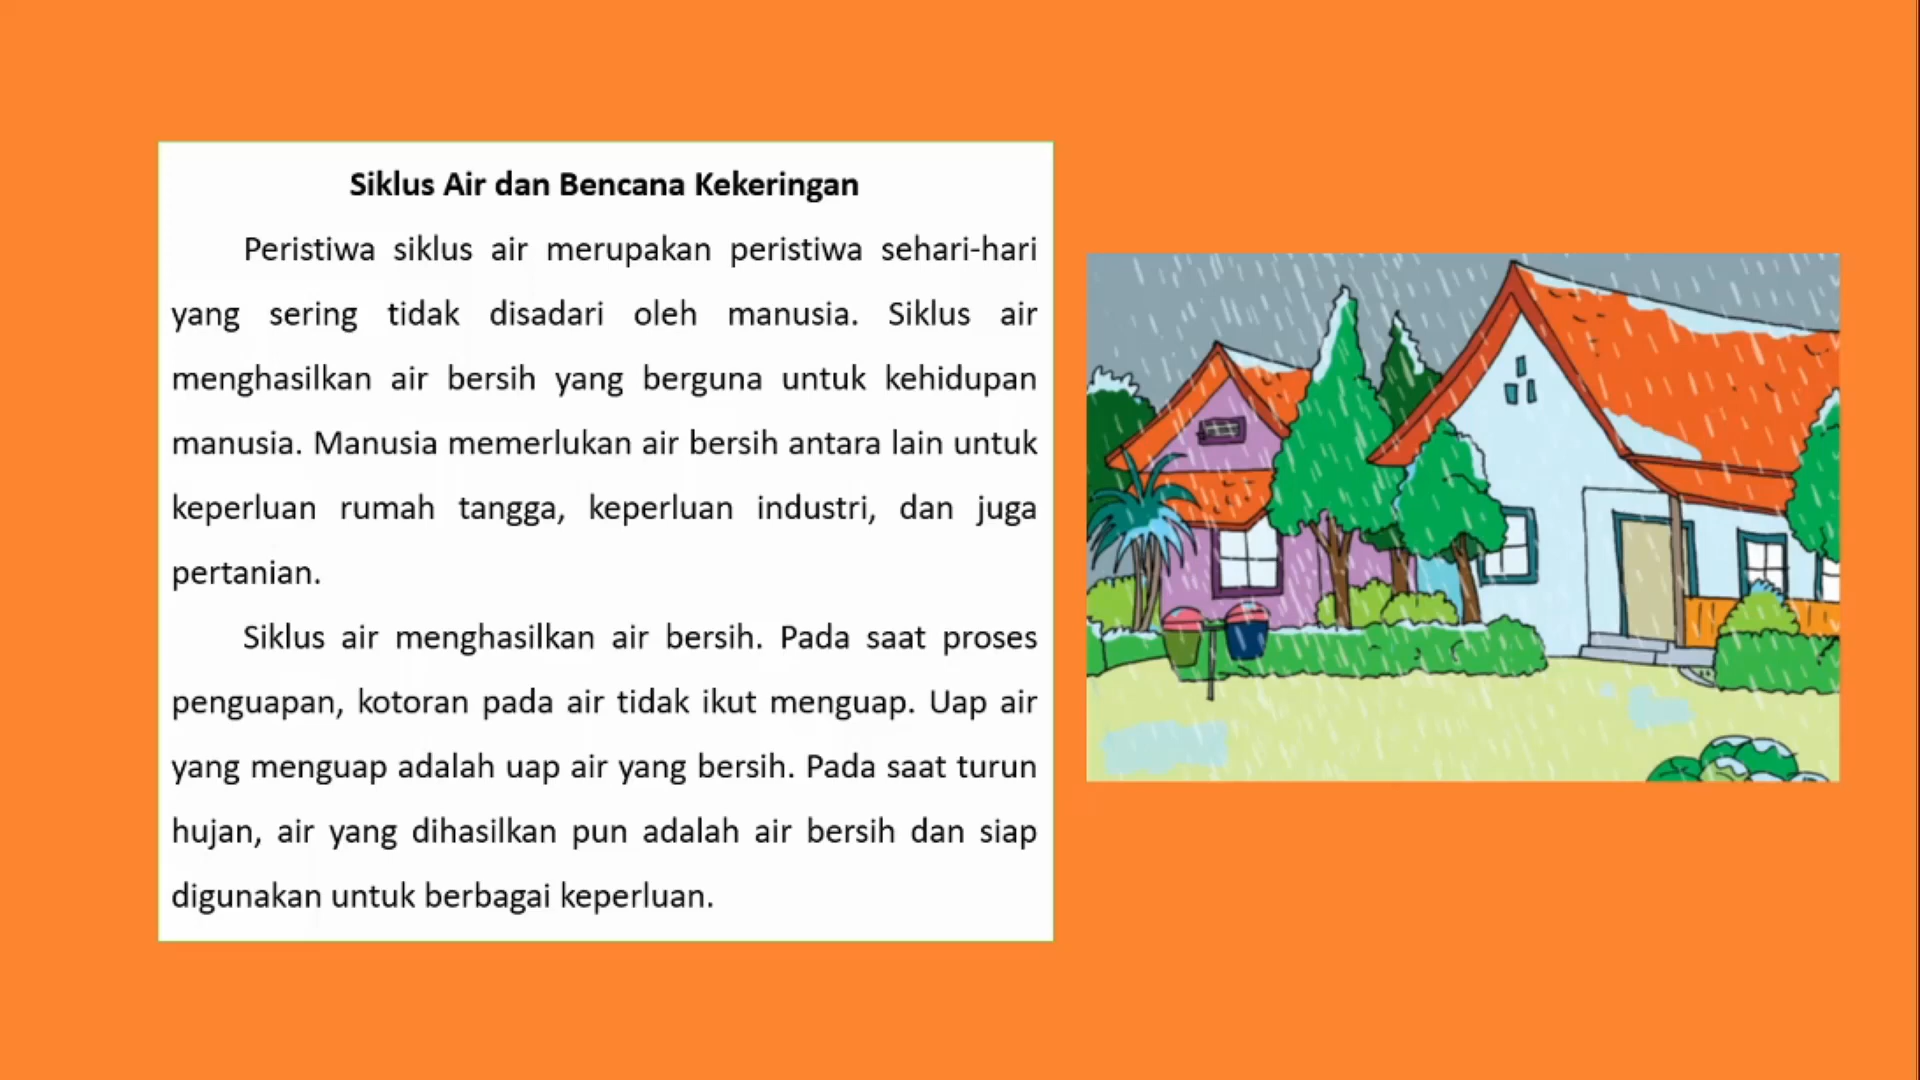 Siklus Air dan Bencana Kekeringan
Peristiwa siklus air merupakan peristiwa sehari-hari
yang sering tidak disadari oleh manusia. Siklus air
menghasilkan air bersih yang berguna untuk kehidupan
manusia. Manusia memerlukan air bersih antara lain untuk
keperluan rumah tangga, keperluan industri, dan juga
pertanian.
Siklus air menghasilkan air bersih. Pada saat proses
penguapan, kotoran pada air tidak ikut menguap. Uap air
yang menguap adalah uap air yang bersih. Pada saat turun
hujan, air yang dihasilkan pun adalah air bersih dan siap
digunakan untuk berbagai keperluan.